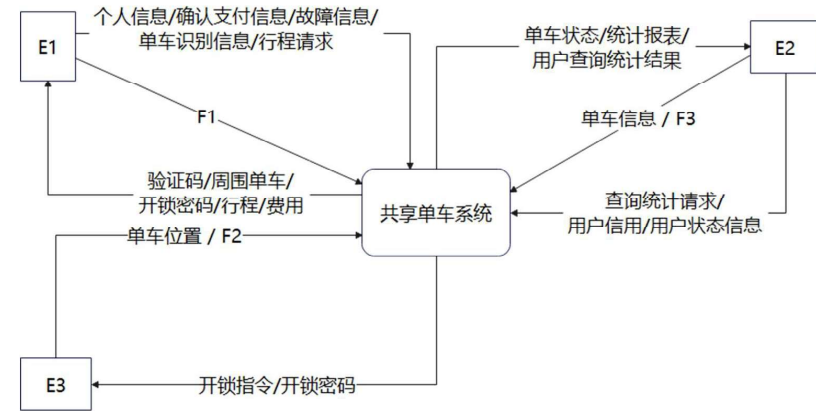 个人信息/确认支付信息/故障信息/
单车识别信息/行程请求
E1
单车状态/统计报表/
用户查询统计结果
E2
F1
单车信息 / F3
验证码/周围单车/
开锁密码/行程/费用
共享单车系统
查询统计请求/
用户信用/用户状态信息
单车位置 / F2
E3
开锁指令/开锁密码